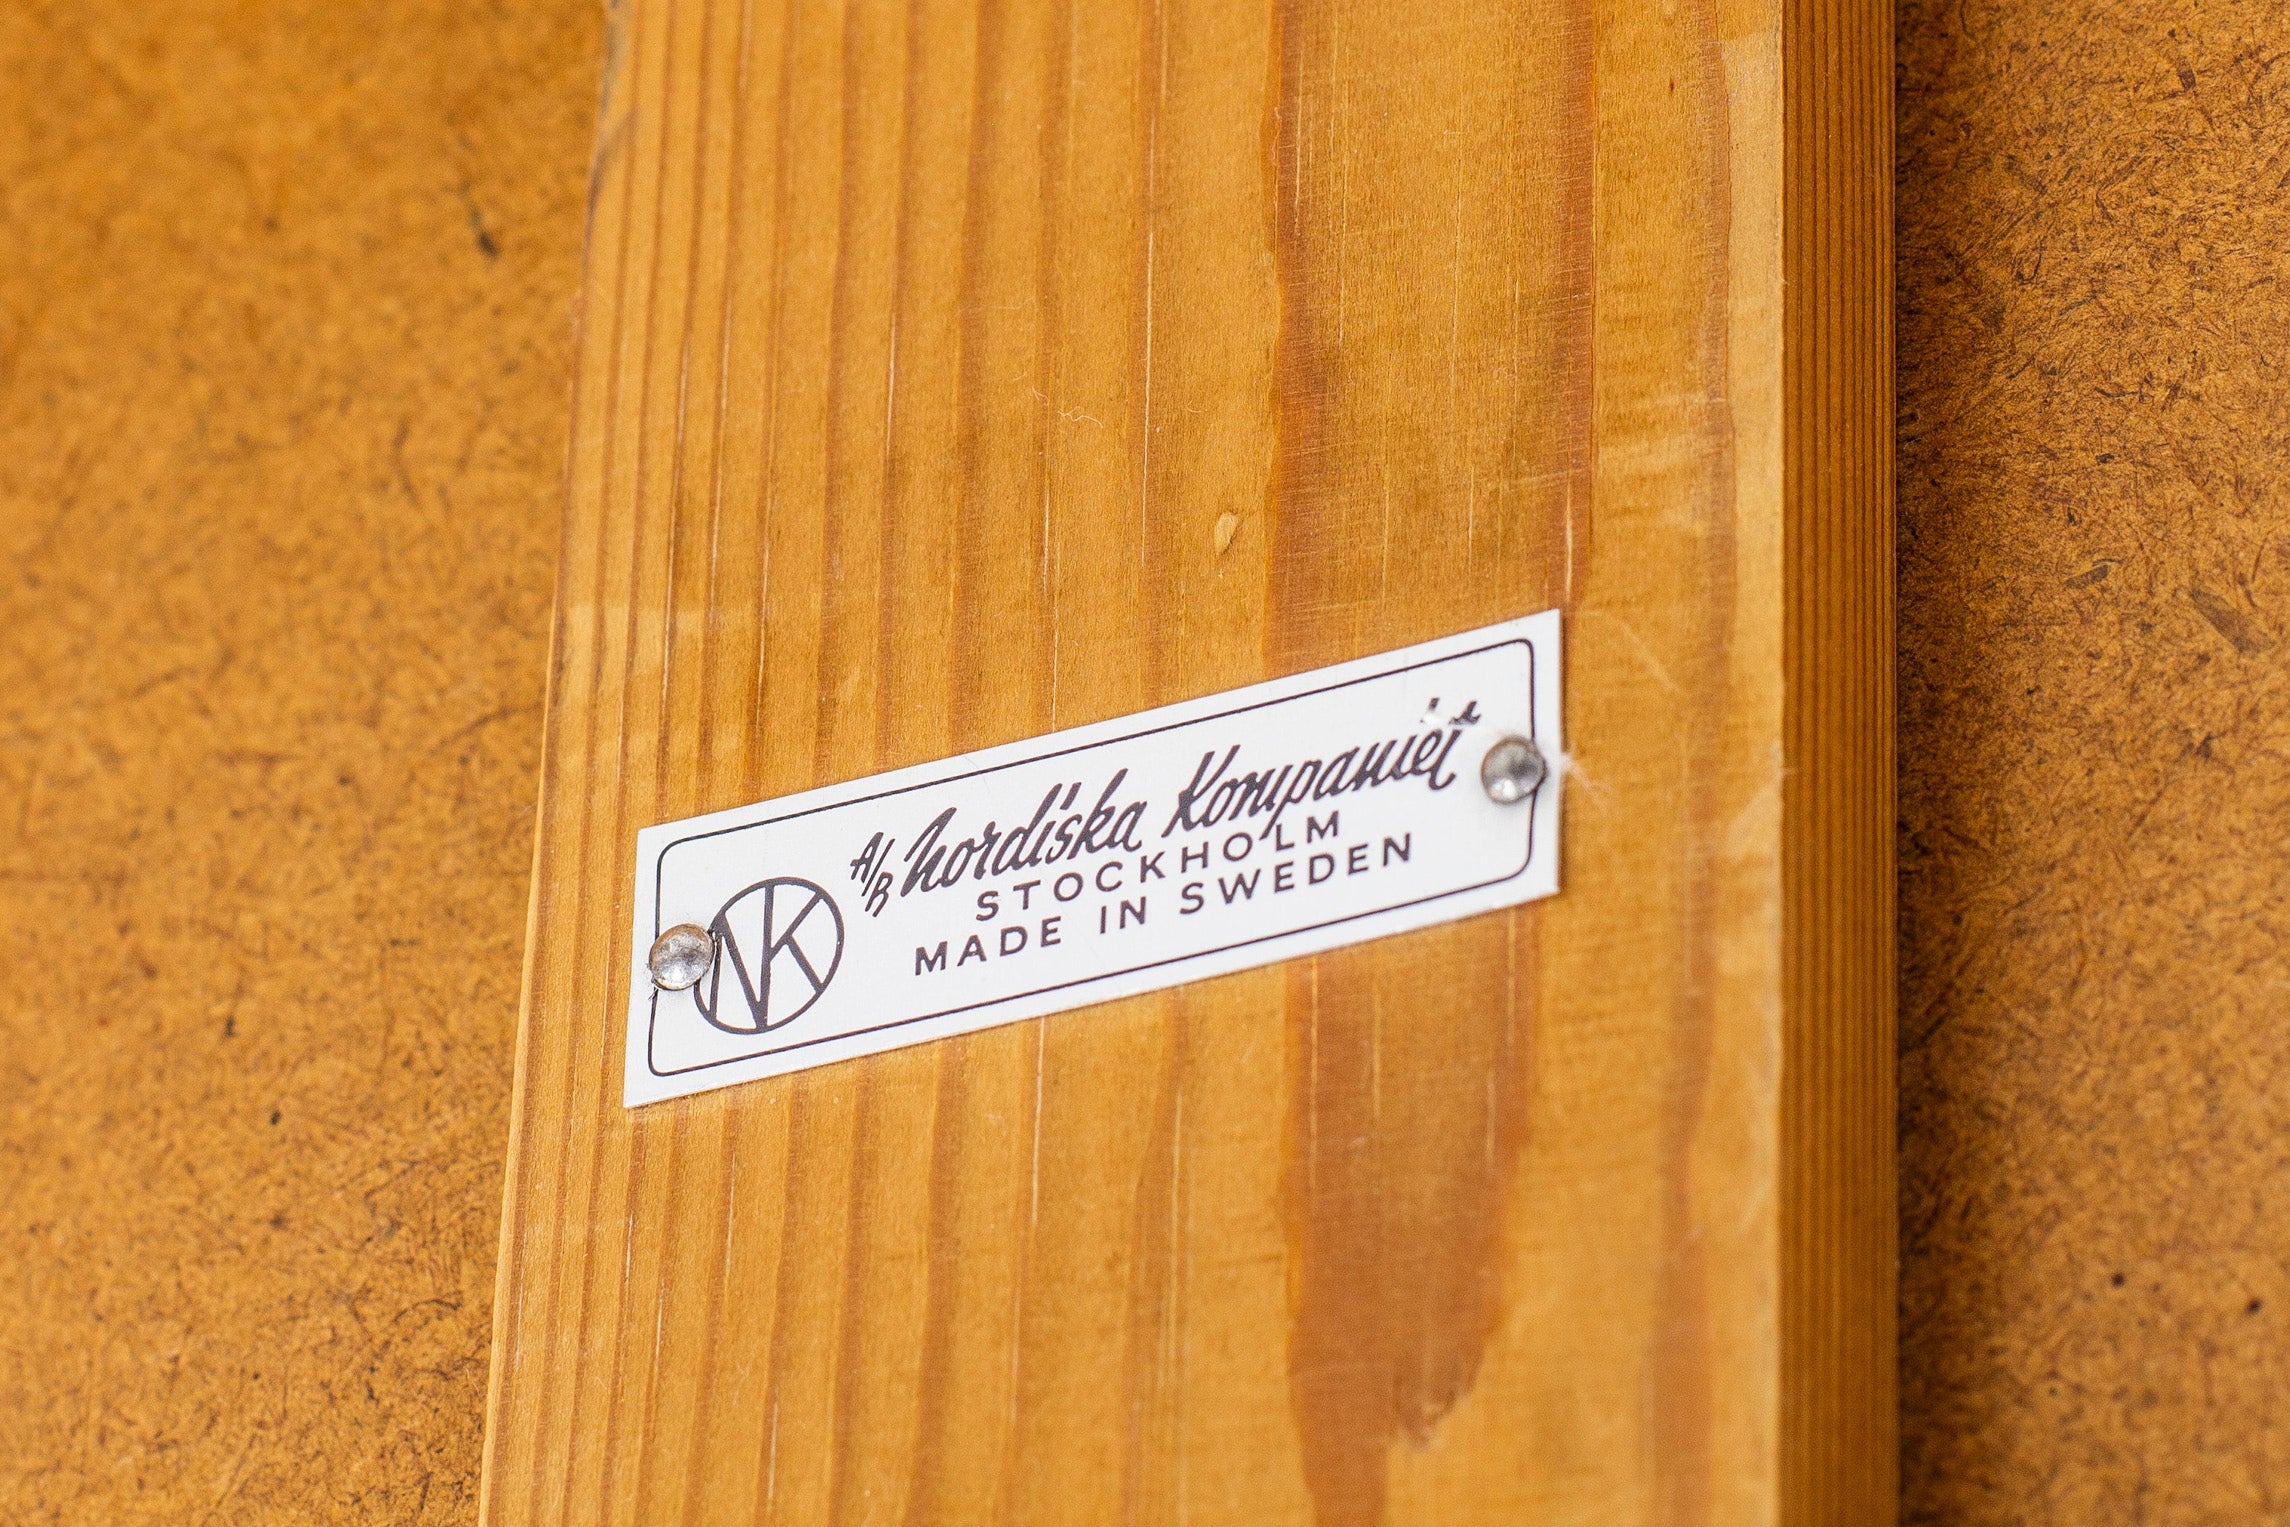 NK
A/B Nordiska Kompaniet
STOCKHOLM
MADE IN SWEDEN